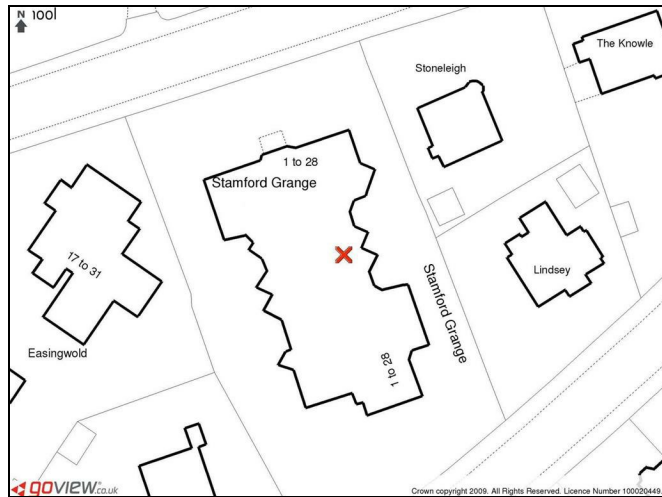 N 100l
The Knowle
Stoneleigh
1 to 28
Stamford Grange
17 to 31
Lindsey
Stamford Grange
Easingwold
1 to 28
goview.co.uk
Crown copyright 2009. All Rights Reserved. Licence Number 100020449.